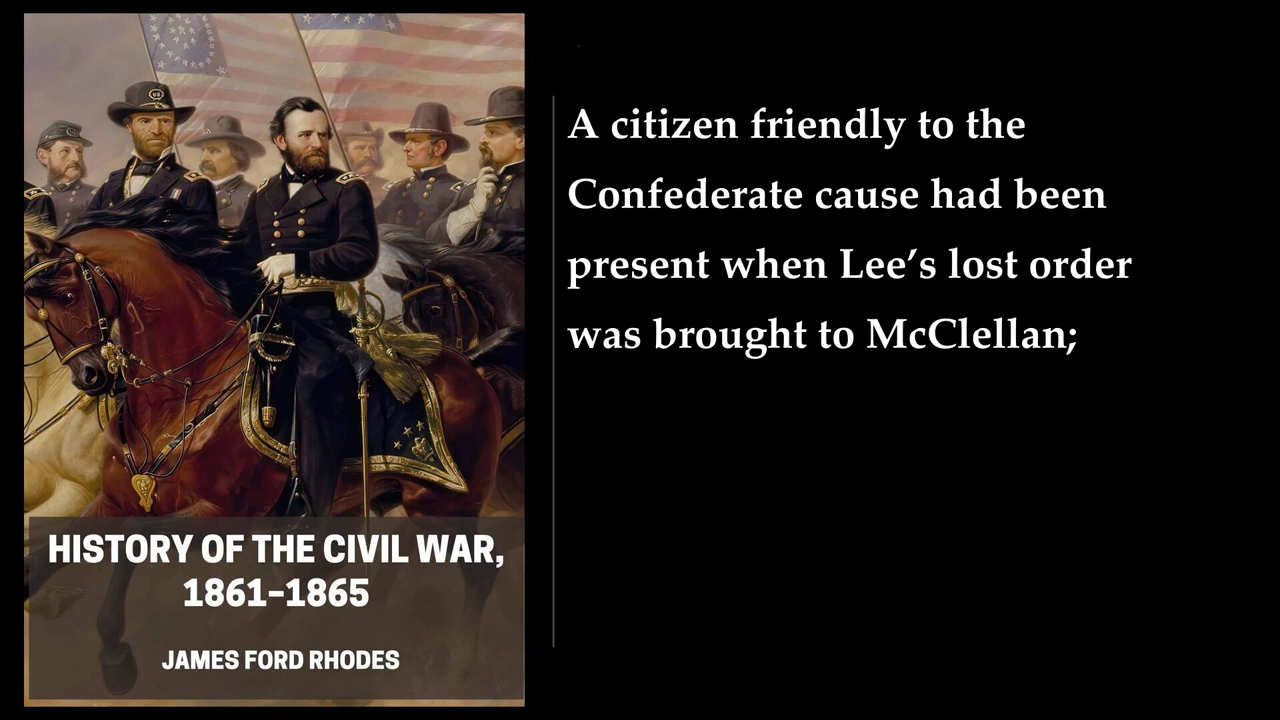 A citizen friendly to the
Confederate cause had been
present when Lee’s lost order
was brought to McClellan;
HISTORY OF THE CIVIL WAR,
1861–1865
JAMES FORD RHODES